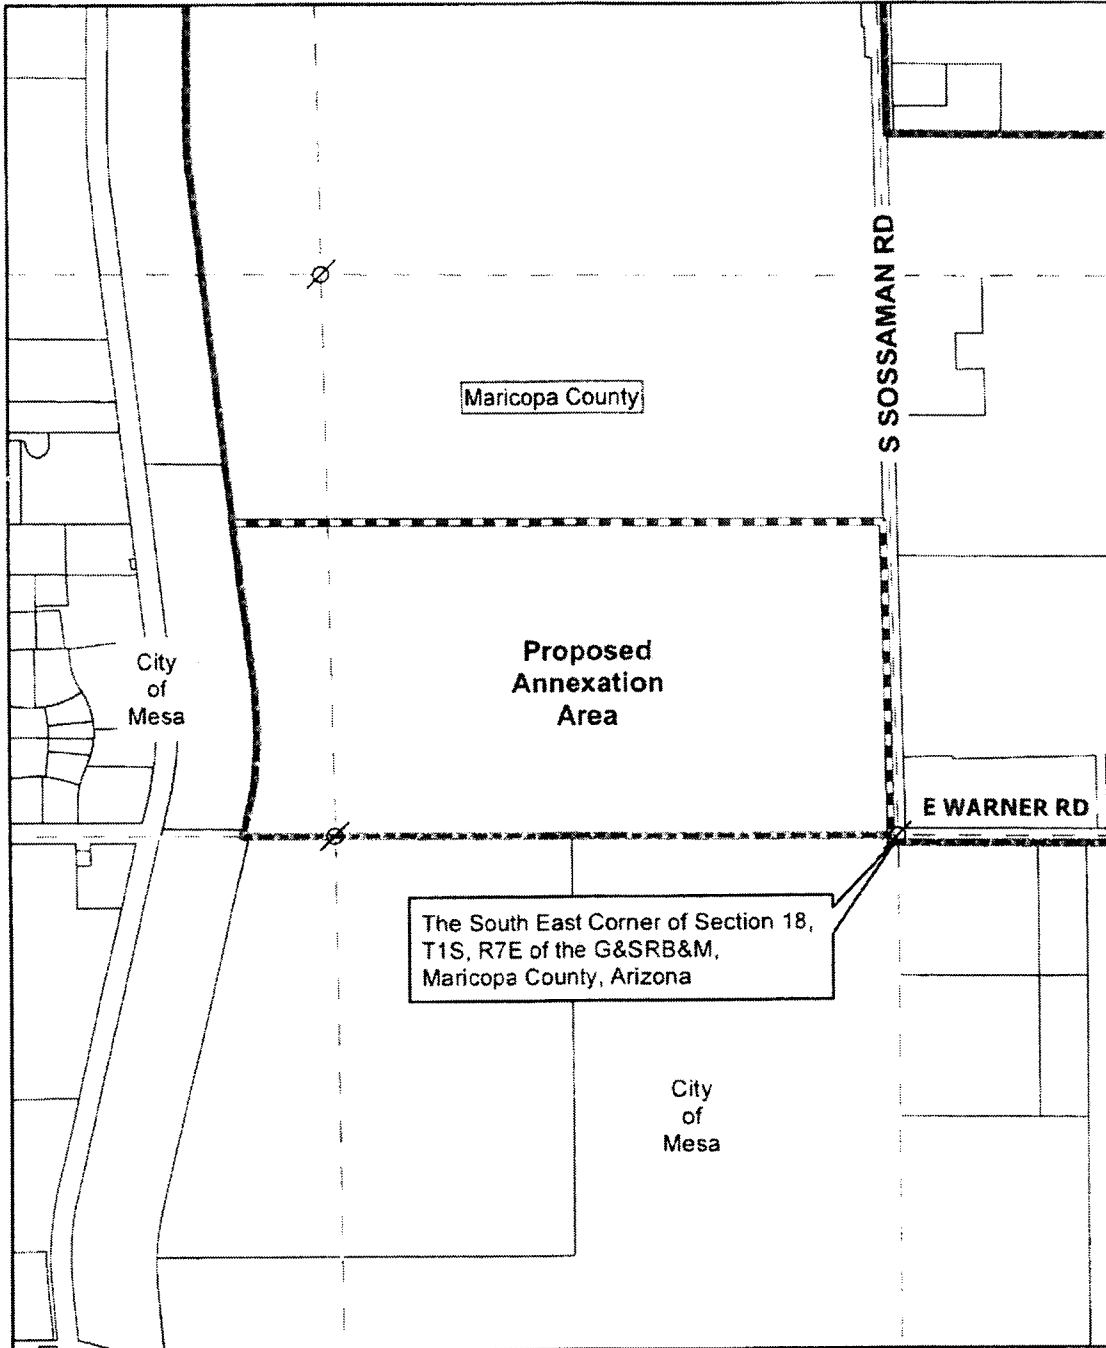 S SOSSAMAN RD
Maricopa County
Proposed
Annexation
Area
City
of
Mesa
E WARNER RD
The South East Corner of Section 18,
T1S, R7E of the G&SRB&M,
Maricopa County, Arizona
City
of
Mesa